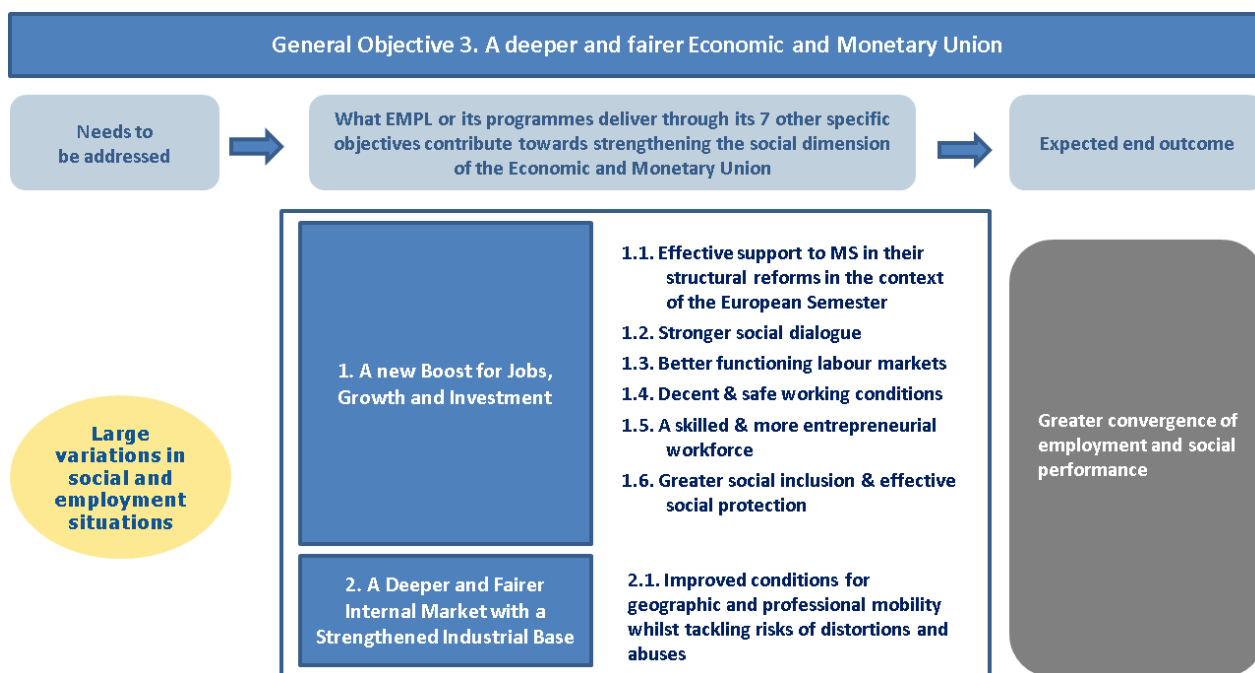 General Objective 3. A deeper and fairer Economic and Monetary Union
Needs to
be addressed
What EMPL or its programmes deliver through its 7 other specific
objectives contribute towards strengthening the social dimension
of the Economic and Monetary Union
Expected end outcome
Large
variations in
social and
employment
situations
1. A new Boost for Jobs,
Growth and Investment
1.1. Effective support to MS in their
structural reforms in the context
of the European Semester
1.2. Stronger social dialogue
1.3. Better functioning labour markets
1.4. Decent & safe working conditions
1.5. A skilled & more entrepreneurial
workforce
1.6. Greater social inclusion & effective
social protection
2. A Deeper and Fairer
Internal Market with a
Strengthened Industrial Base
2.1. Improved conditions for
geographic and professional mobility
whilst tackling risks of distortions and
abuses
Greater convergence of
employment and social
performance